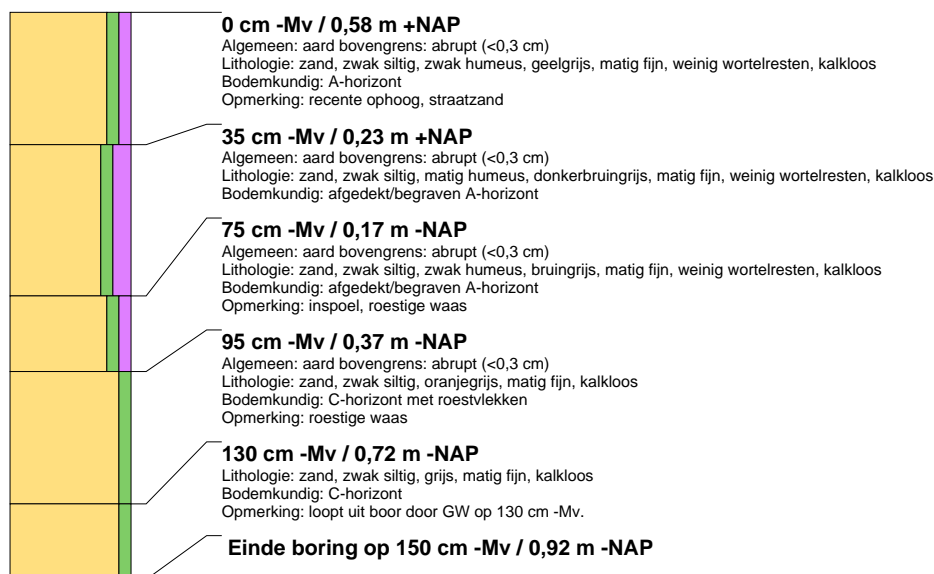 0 cm -Mv / 0,58 m +NAP
Algemeen: aard bovengrens: abrupt (<0,3 cm)
Lithologie: zand, zwak siltig, zwak humeus, geelgrijs, matig fijn, weinig wortelresten, kalkloos
Bodemkundig: A-horizont
Opmerking: recente ophoog, straatzand
35 cm -Mv / 0,23 m +NAP
Algemeen: aard bovengrens: abrupt (<0,3 cm)
Lithologie: zand, zwak siltig, matig humeus, donkerbruingrijs, matig fijn, weinig wortelresten, kalkloos
Bodemkundig: afgedekt/begraven A-horizont
75 cm -Mv / 0,17 m -NAP
Algemeen: aard bovengrens: abrupt (<0,3 cm)
Lithologie: zand, zwak siltig, zwak humeus, bruingrijs, matig fijn, weinig wortelresten, kalkloos
Bodemkundig: afgedekt/begraven A-horizont
Opmerking: inspoel, roestige waas
95 cm -Mv / 0,37 m -NAP
Algemeen: aard bovengrens: abrupt (<0,3 cm)
Lithologie: zand, zwak siltig, oranjegrijs, matig fijn, kalkloos
Bodemkundig: C-horizont met roestvlekken
Opmerking: roestige waas
130 cm -Mv / 0,72 m -NAP
Lithologie: zand, zwak siltig, grijs, matig fijn, kalkloos
Bodemkundig: C-horizont
Opmerking: loopt uit boor door GW op 130 cm -Mv.
Einde boring op 150 cm -Mv / 0,92 m -NAP